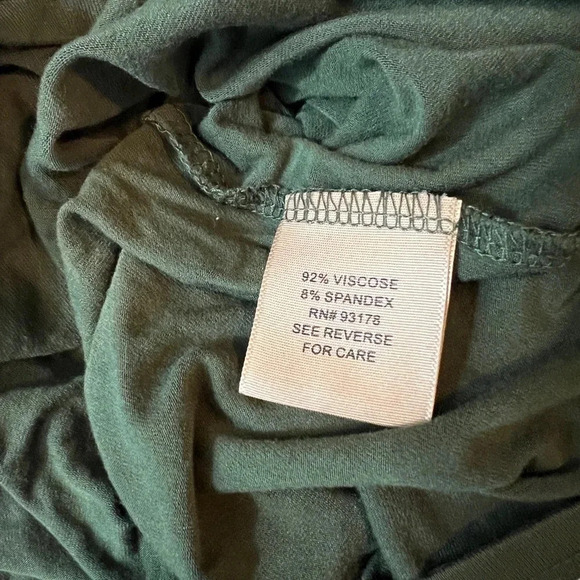 92% VISCOSE
8% SPANDEX
RN# 93178
SEE REVERSE
FOR CARE